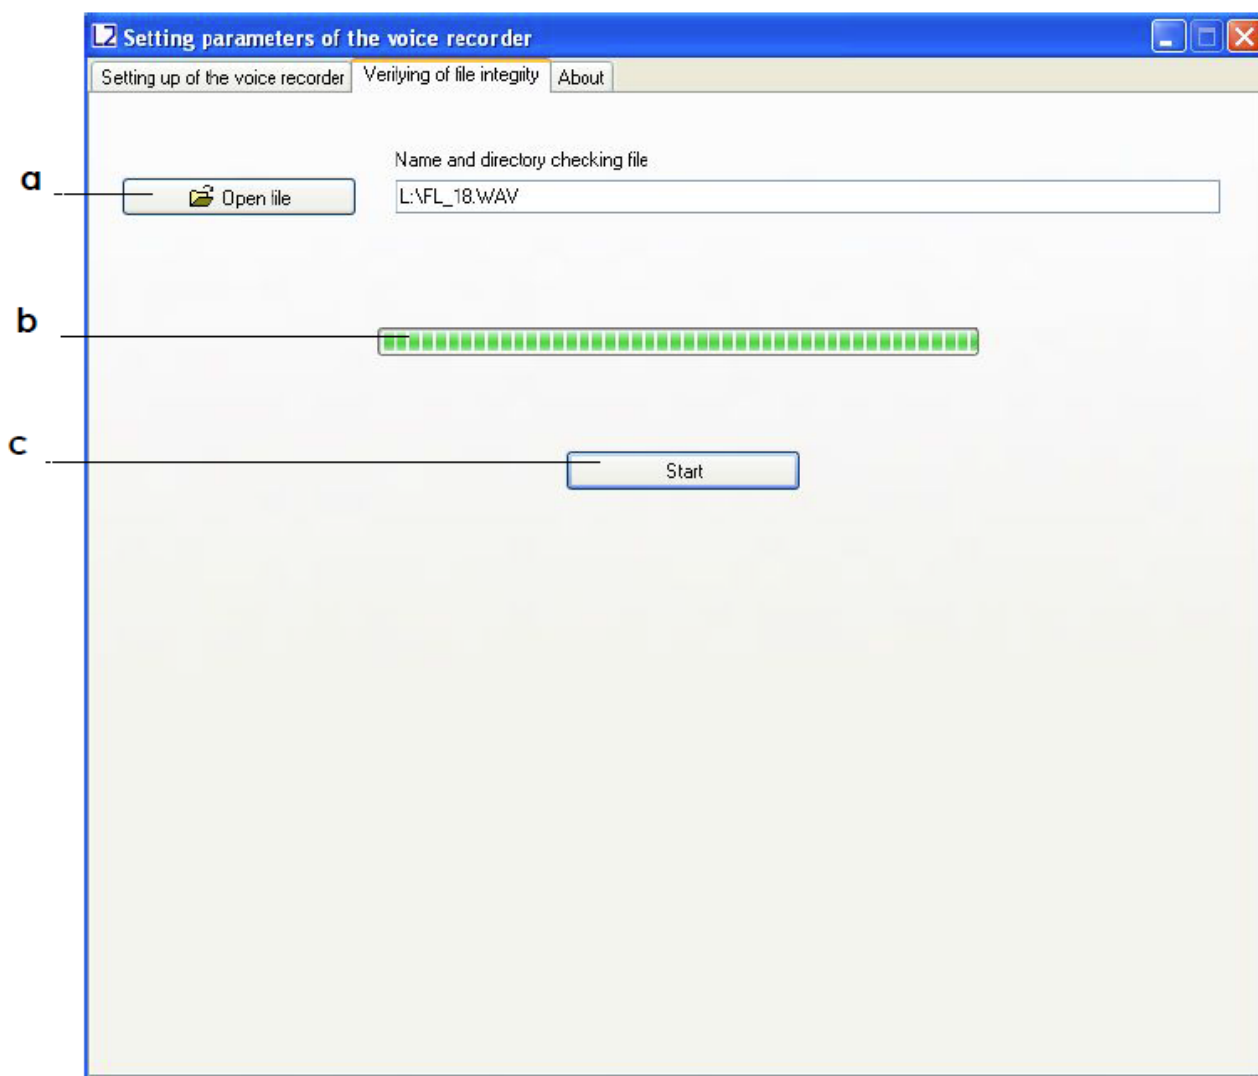 Setting parameters of the voice recorder
Setting up of the voice recorder Verilying of file integrity About
Name and directory checking file
a
Open file L:\FL_18.WAV
b
c
Start